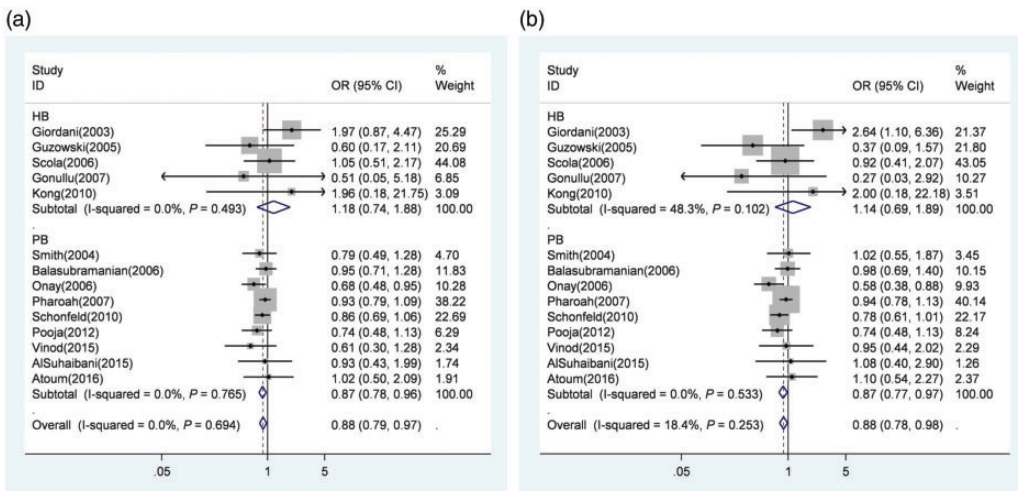 (a)
Study %
ID OR (95% CI) Weight
HB
Giordani(2003) 1.97 (0.87, 4.47) 25.29
Guzowski(2005) 0.60 (0.17, 2.11) 20.69
Scola(2006) 1.05 (0.51, 2.17) 44.08
Gonullu(2007) 0.51 (0.05, 5.18) 6.85
Kong(2010) 1.96 (0.18, 21.75) 3.09
Subtotal (I-squared = 0.0%, P = 0.493) 1.18 (0.74, 1.88) 100.00
.
PB
Smith(2004) 0.79 (0.49, 1.28) 4.70
Balasubramanian(2006) 0.95 (0.71, 1.28) 11.83
Onay(2006) 0.68 (0.48, 0.95) 10.28
Pharoah(2007) 0.93 (0.79, 1.09) 38.22
Schonfeld(2010) 0.86 (0.69, 1.06) 22.69
Pooja(2012) 0.74 (0.48, 1.13) 6.29
Vinod(2015) 0.61 (0.30, 1.28) 2.34
AlSuhaibani(2015) 0.93 (0.43, 1.99) 1.74
Atoum(2016) 1.02 (0.50, 2.09) 1.91
Subtotal (I-squared = 0.0%, P = 0.765) 0.87 (0.78, 0.96) 100.00
.
Overall (I-squared = 0.0%, P = 0.694) 0.88 (0.79, 0.97) .
.05 1 5
(b)
Study %
ID OR (95% CI) Weight
HB
Giordani(2003) 2.64 (1.10, 6.36) 21.37
Guzowski(2005) 0.37 (0.09, 1.57) 21.80
Scola(2006) 0.92 (0.41, 2.07) 43.05
Gonullu(2007) 0.27 (0.03, 2.92) 10.27
Kong(2010) 2.00 (0.18, 22.18) 3.51
Subtotal (I-squared = 48.3%, P = 0.102) 1.14 (0.69, 1.89) 100.00
.
PB
Smith(2004) 1.02 (0.55, 1.87) 3.45
Balasubramanian(2006) 0.98 (0.69, 1.40) 10.15
Onay(2006) 0.58 (0.38, 0.88) 9.93
Pharoah(2007) 0.94 (0.78, 1.13) 40.14
Schonfeld(2010) 0.78 (0.61, 1.01) 22.17
Pooja(2012) 0.74 (0.48, 1.13) 8.24
Vinod(2015) 0.95 (0.44, 2.02) 2.29
AlSuhaibani(2015) 1.08 (0.40, 2.90) 1.26
Atoum(2016) 1.10 (0.54, 2.27) 2.37
Subtotal (I-squared = 0.0%, P = 0.533) 0.87 (0.77, 0.97) 100.00
.
Overall (I-squared = 18.4%, P = 0.253) 0.88 (0.78, 0.98) .
.05 1 5